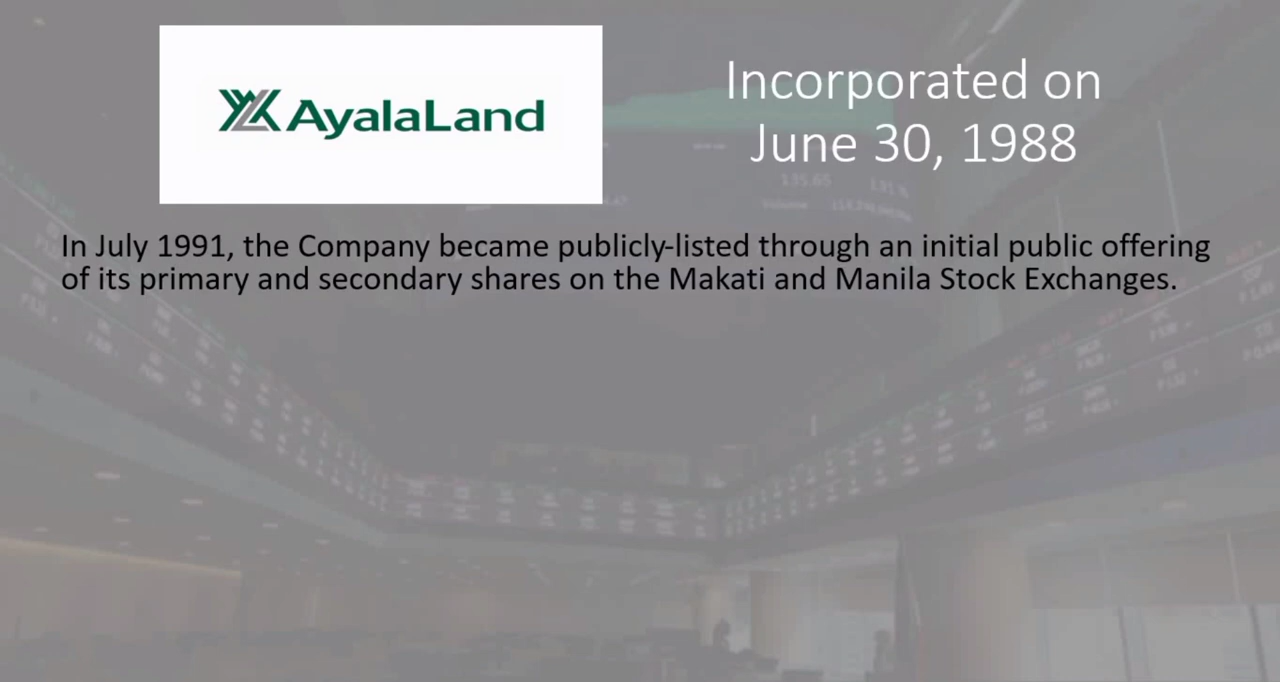 AyalaLand
Incorporated on
June 30, 1988
In July 1991, the Company became publicly-listed through an initial public offering
of its primary and secondary shares on the Makati and Manila Stock Exchanges.